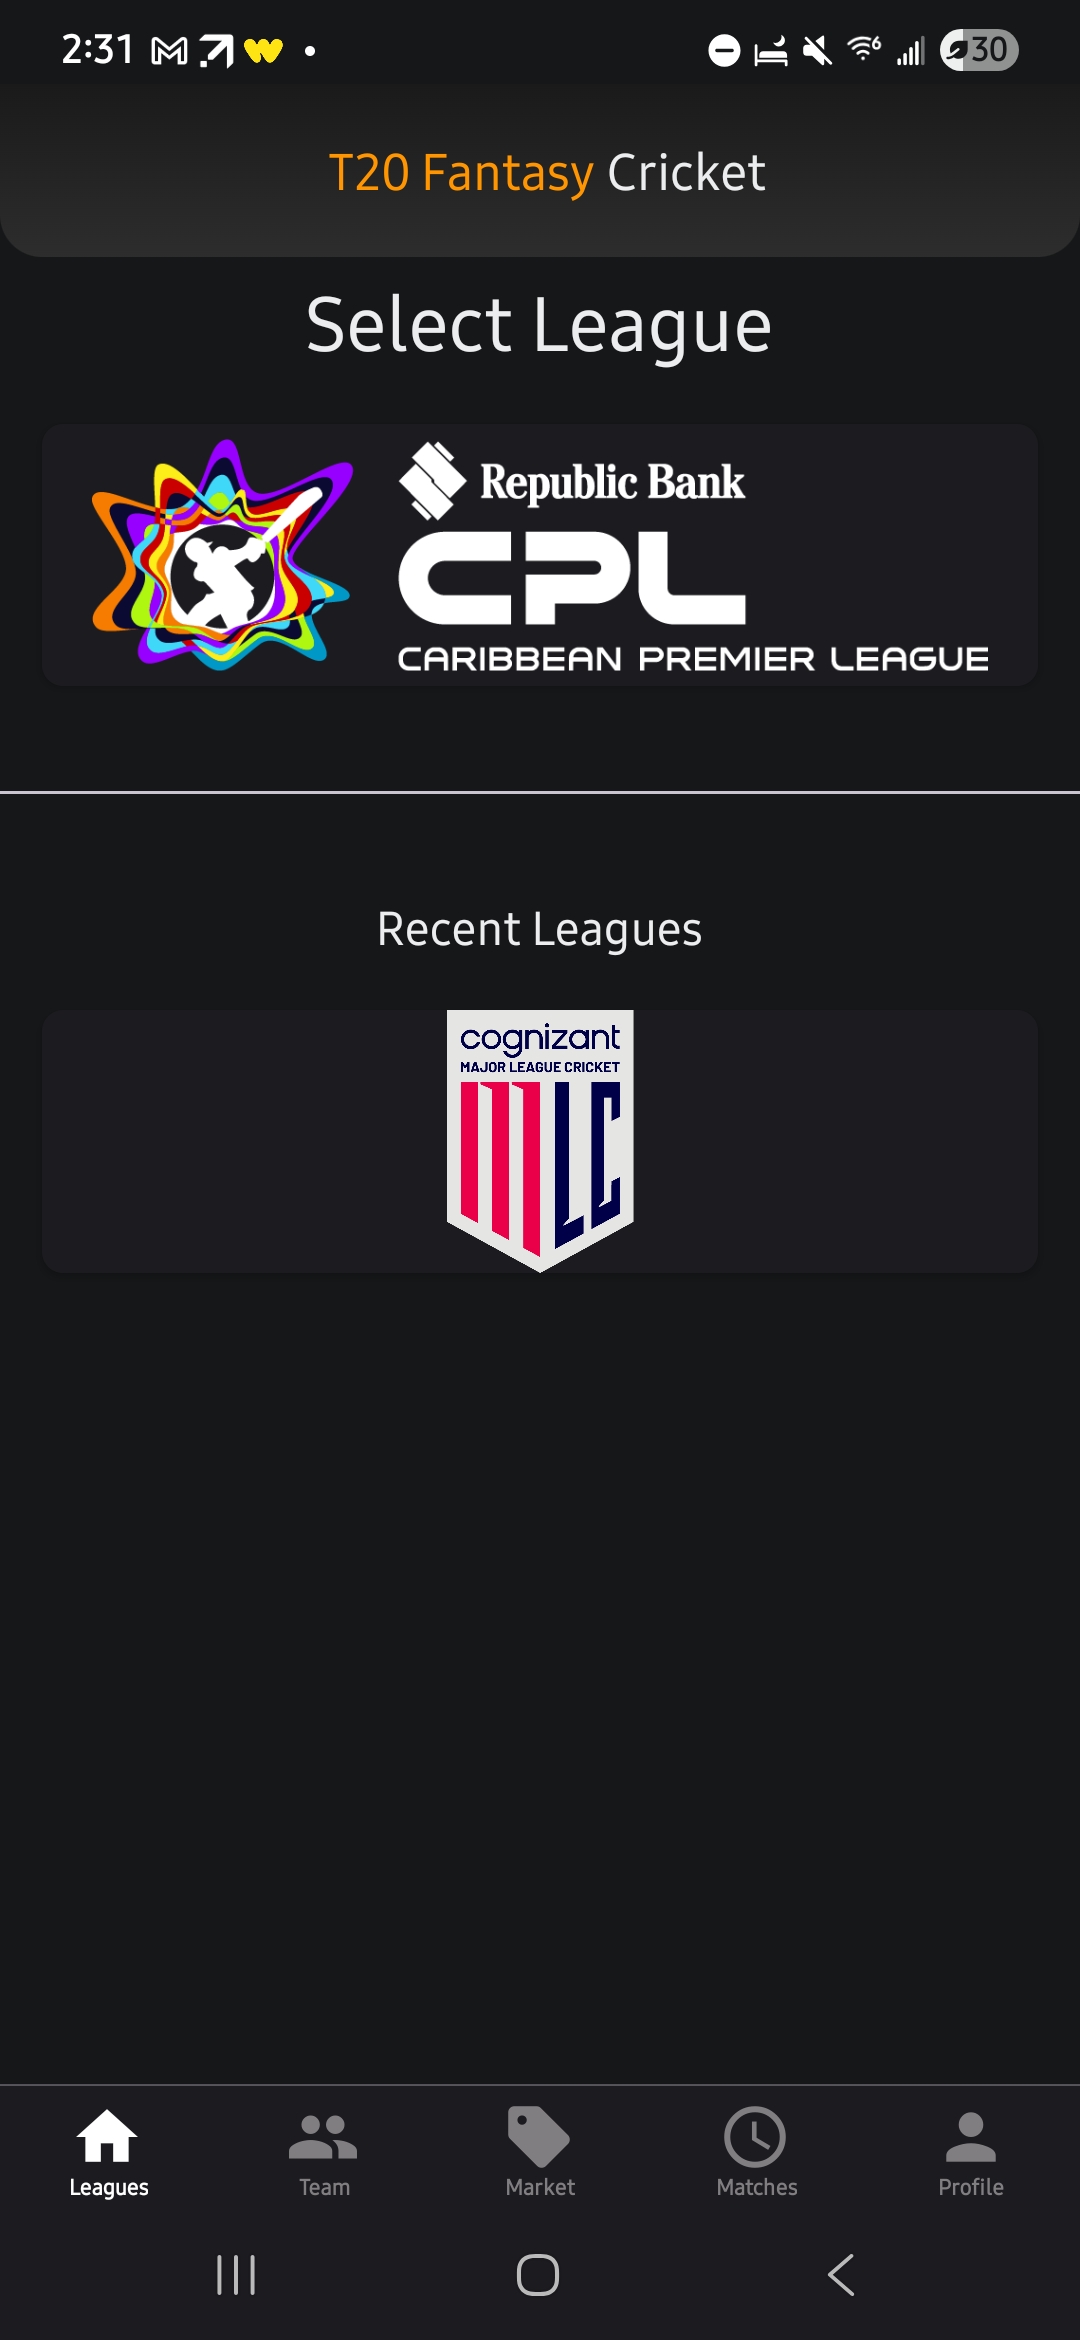 2:31
30
T20 Fantasy Cricket
Select League
Republic Bank
CPL
CARIBBEAN PREMIER LEAGUE
Recent Leagues
cognizant
MAJOR LEAGUE CRICKET
MLC
Leagues
Team
Market
Matches
Profile